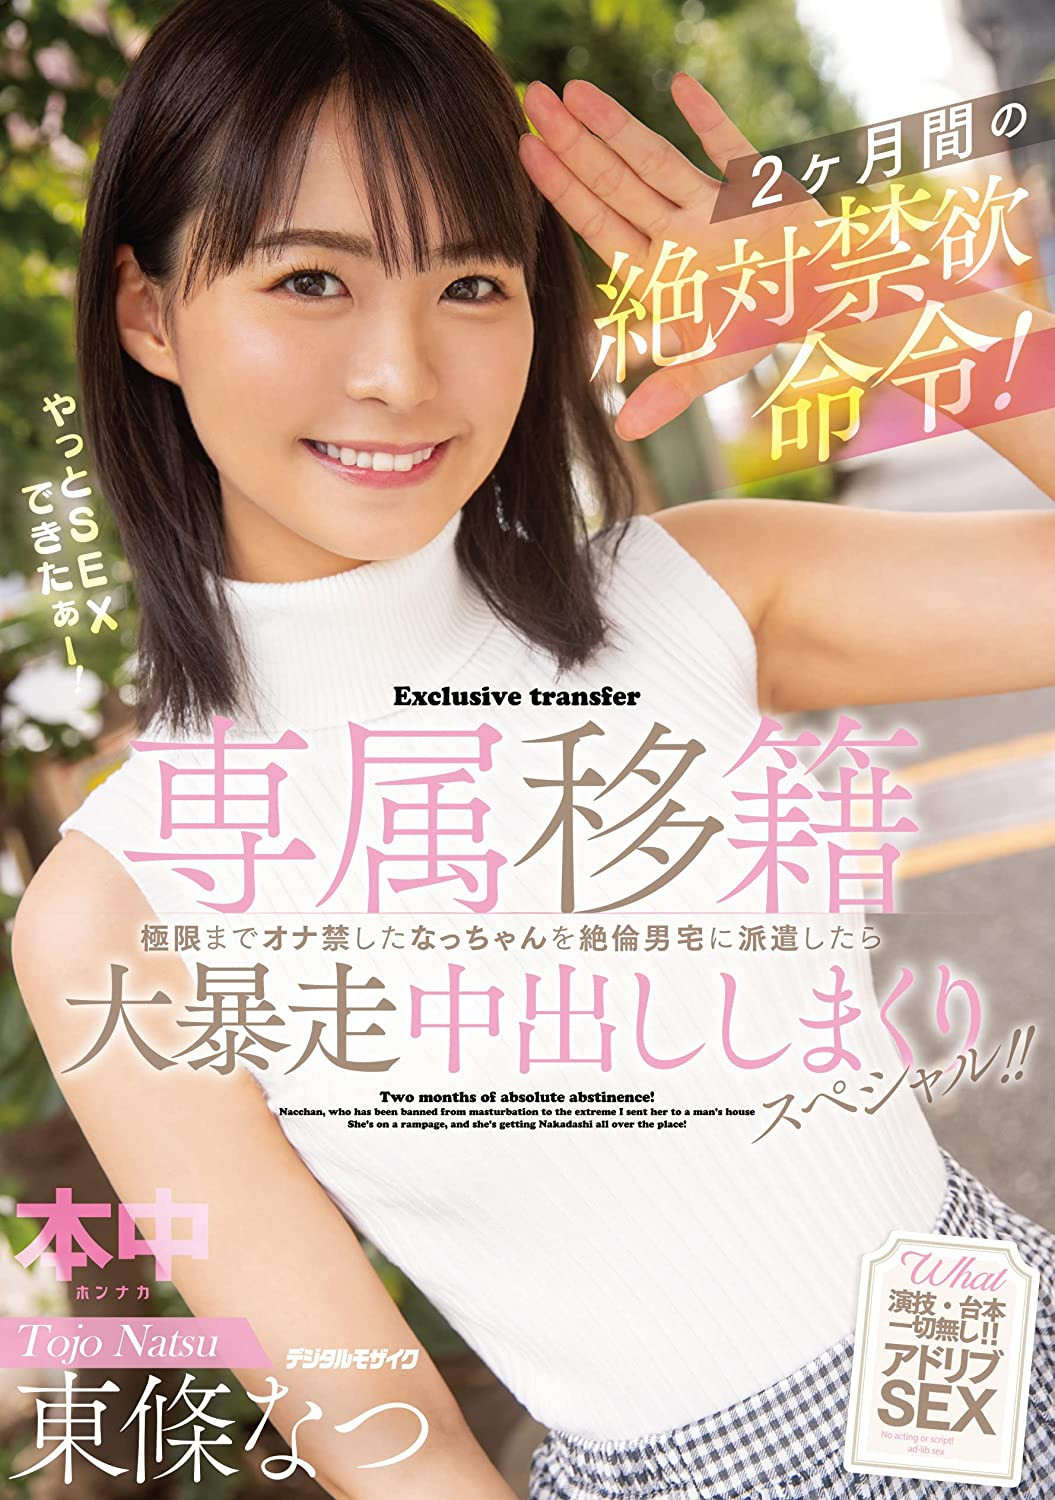 2ヶ月間の
絶対禁欲
命令!
やっとSEX
できたぁー!
Exclusive transfer
専属移籍
極限までオナ禁したなっちゃんを絶倫男宅に派遣したら
大暴走中出ししまくり
スペシャル!!
Two months of absolute abstinence!
Nacchan, who has been banned from masturbation to the extreme I sent her to a man's house
She's on a rampage, and she's getting Nakadashi all over the place!
本中
ホンナカ
Tojo Natsu
デジタルモザイク
東條なつ
What
演技・台本
一切無し!!
アドリブ
SEX
No acting or script!
ad-lib sex